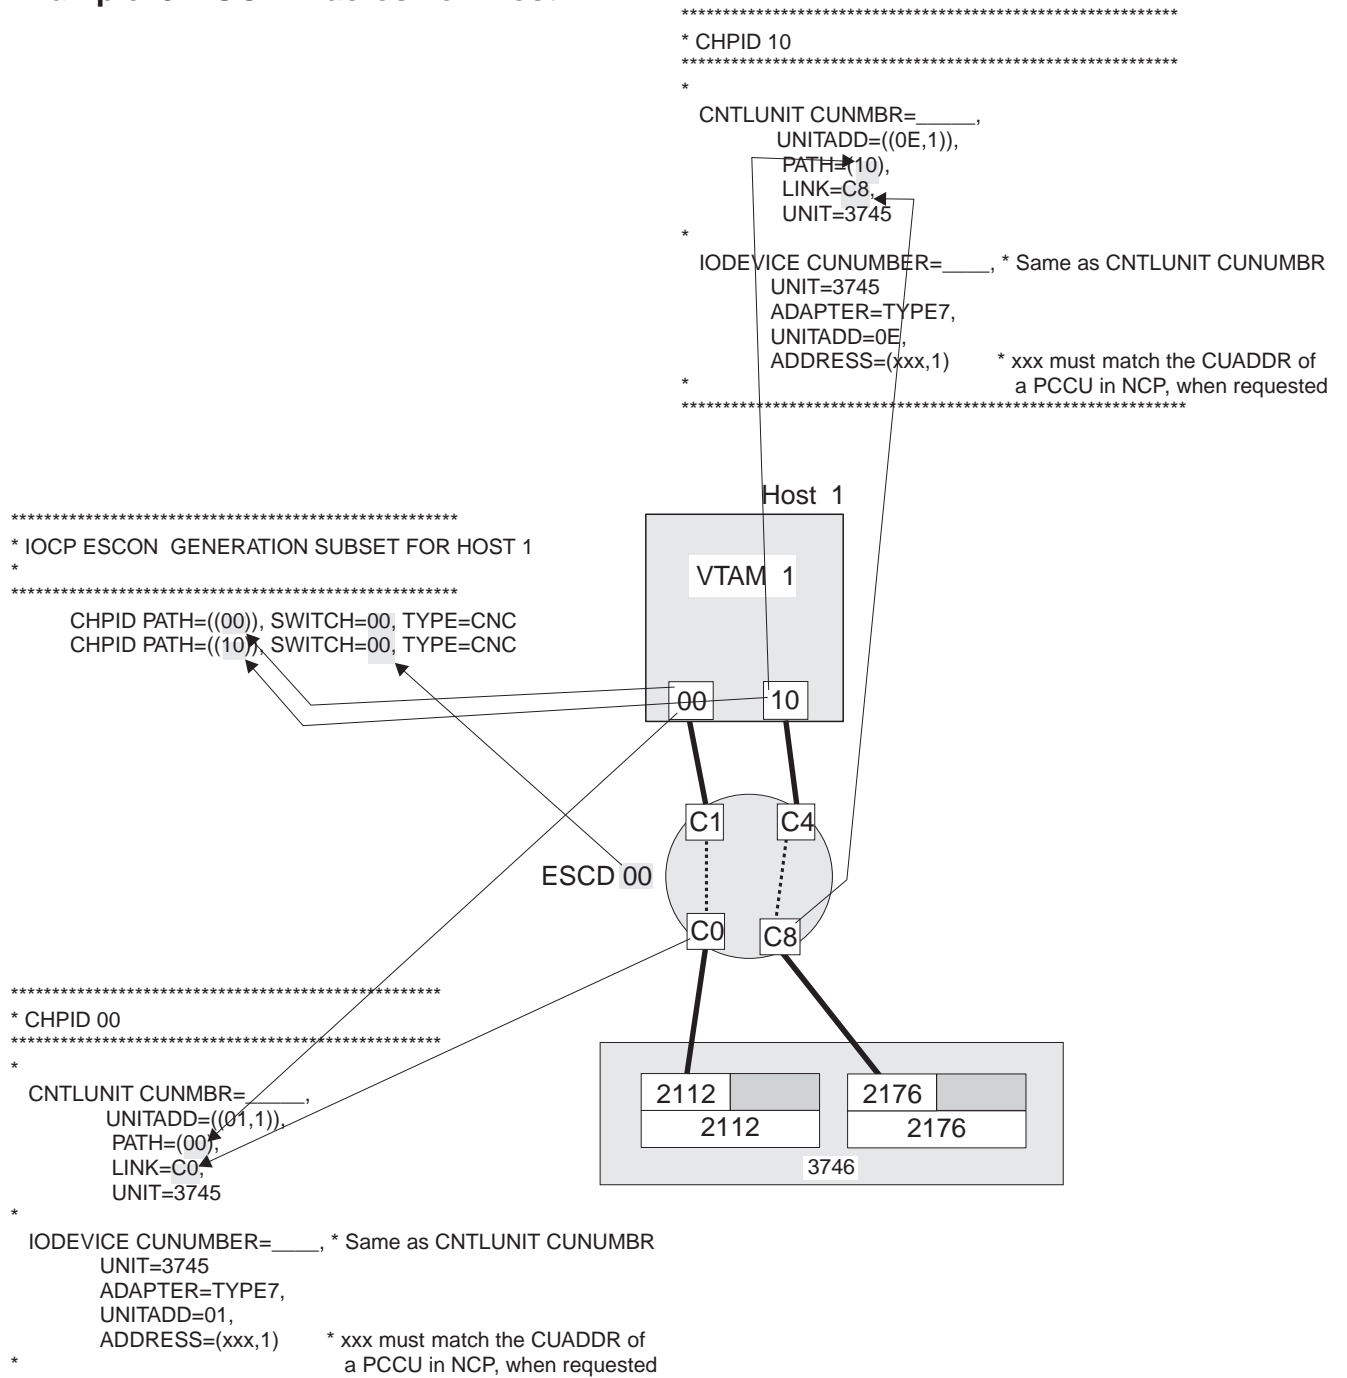 ************************************************************
* CHPID 10
************************************************************
*
CNTLUNIT CUNMBR=_____,
UNITADD=((0E,1)),
PATH=(10),
LINK=C8,
UNIT=3745
*
IODEVICE CUNUMBER=____, * Same as CNTLUNIT CUNUMBR
UNIT=3745
ADAPTER=TYPE7,
UNITADD=0E,
ADDRESS=(xxx,1) * xxx must match the CUADDR of
* a PCCU in NCP, when requested
*************************************************************
Host 1
VTAM 1
00
10
******************************************************
* IOCP ESCON GENERATION SUBSET FOR HOST 1
*
******************************************************
CHPID PATH=((00)), SWITCH=00, TYPE=CNC
CHPID PATH=((10)), SWITCH=00, TYPE=CNC
C1
C4
ESCD 00
C0
C8
****************************************************
* CHPID 00
****************************************************
*
CNTLUNIT CUNMBR=_____,
UNITADD=((01,1)),
PATH=(00),
LINK=C0,
UNIT=3745
*
IODEVICE CUNUMBER=____, * Same as CNTLUNIT CUNUMBR
UNIT=3745
ADAPTER=TYPE7,
UNITADD=01,
ADDRESS=(xxx,1) * xxx must match the CUADDR of
* a PCCU in NCP, when requested
2112
2112
2176
2176
3746